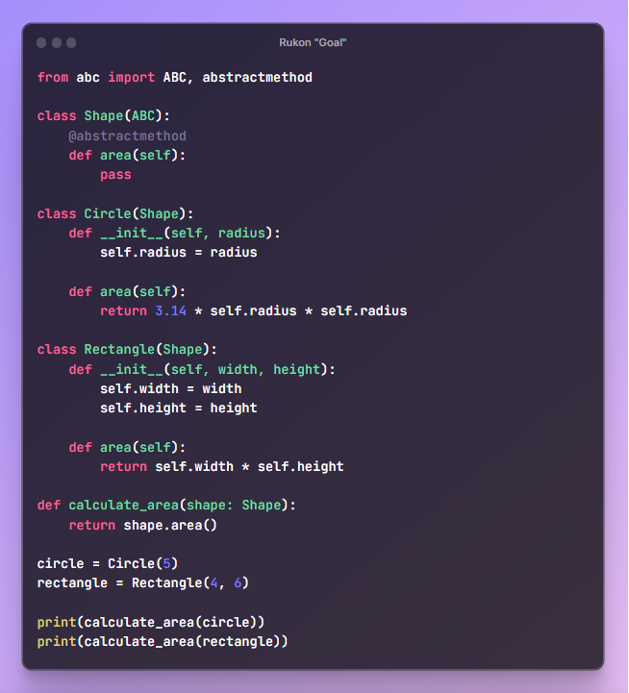 Rukon "Goal"
from abc import ABC, abstractmethod
class Shape(ABC):
    @abstractmethod
    def area(self):
        pass
class Circle(Shape):
    def __init__(self, radius):
        self.radius = radius
    def area(self):
        return 3.14 * self.radius * self.radius
class Rectangle(Shape):
    def __init__(self, width, height):
        self.width = width
        self.height = height
    def area(self):
        return self.width * self.height
def calculate_area(shape: Shape):
    return shape.area()
circle = Circle(5)
rectangle = Rectangle(4, 6)
print(calculate_area(circle))
print(calculate_area(rectangle))